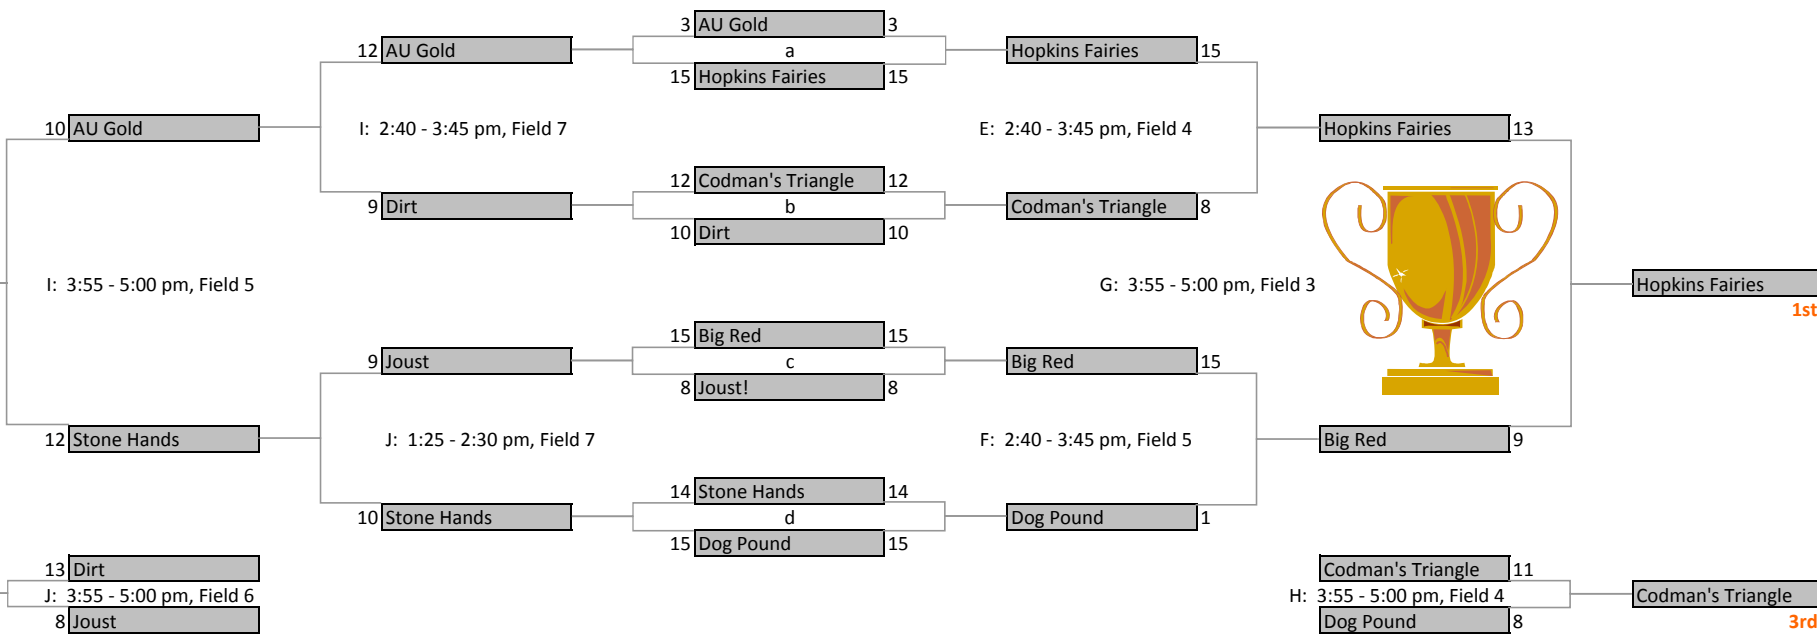 3 AU Gold 3
12 AU Gold
a
Hopkins Fairies 15
15 Hopkins Fairies 15
10 AU Gold
I: 2:40 - 3:45 pm, Field 7
E: 2:40 - 3:45 pm, Field 4
Hopkins Fairies 13
12 Codman's Triangle 12
9 Dirt
b
Codman's Triangle 8
10 Dirt 10
I: 3:55 - 5:00 pm, Field 5
G: 3:55 - 5:00 pm, Field 3
Hopkins Fairies
1st
15 Big Red 15
9 Joust
c
Big Red 15
8 Joust! 8
12 Stone Hands
J: 1:25 - 2:30 pm, Field 7
F: 2:40 - 3:45 pm, Field 5
Big Red 9
14 Stone Hands 14
10 Stone Hands
d
Dog Pound 1
15 Dog Pound 15
13 Dirt
Codman's Triangle 11
J: 3:55 - 5:00 pm, Field 6
H: 3:55 - 5:00 pm, Field 4
Codman's Triangle
8 Joust
Dog Pound 8
3rd